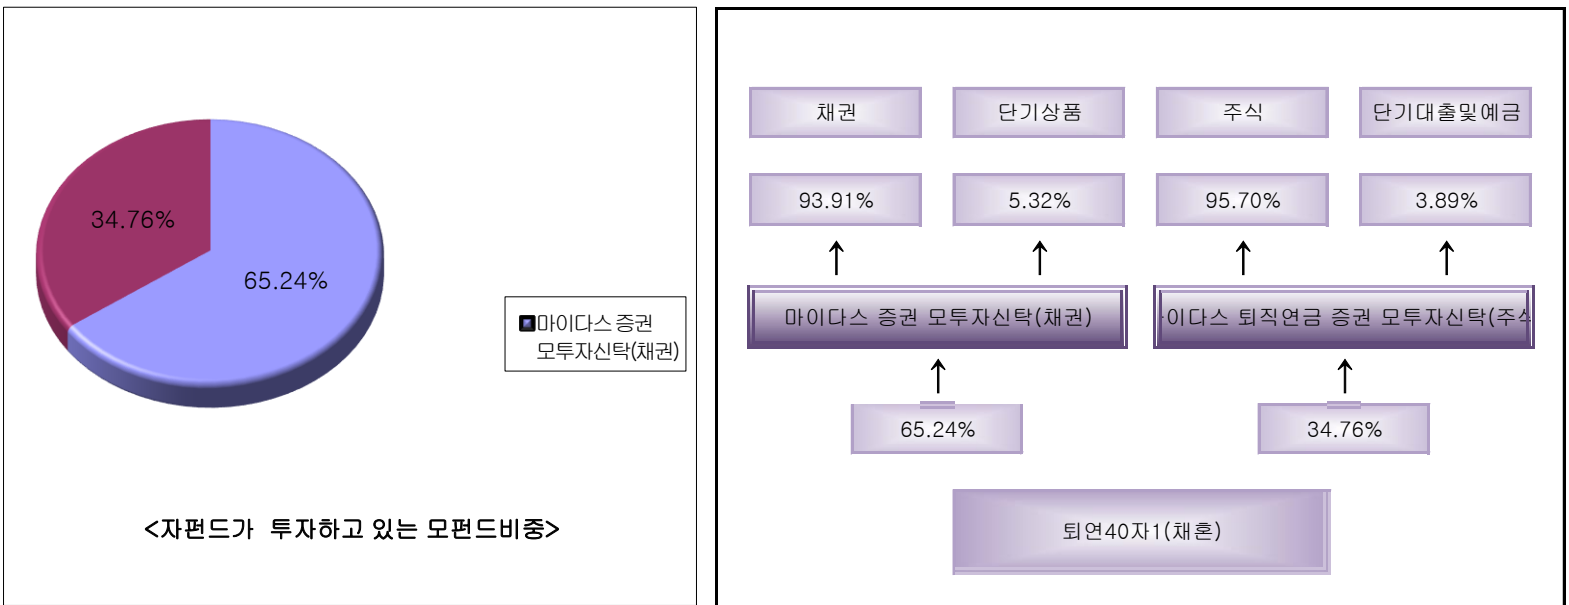 34.76%
65.24%
마이다스 증권
모투자신탁(채권)
<자펀드가 투자하고 있는 모펀드비중>
채권 단기상품 주식 단기대출및예금
93.91% 5.32% 95.70% 3.89%
마이다스 증권 모투자신탁(채권) 이다스 퇴직연금 증권 모투자신탁(주식
65.24% 34.76%
퇴연40자1(채혼)